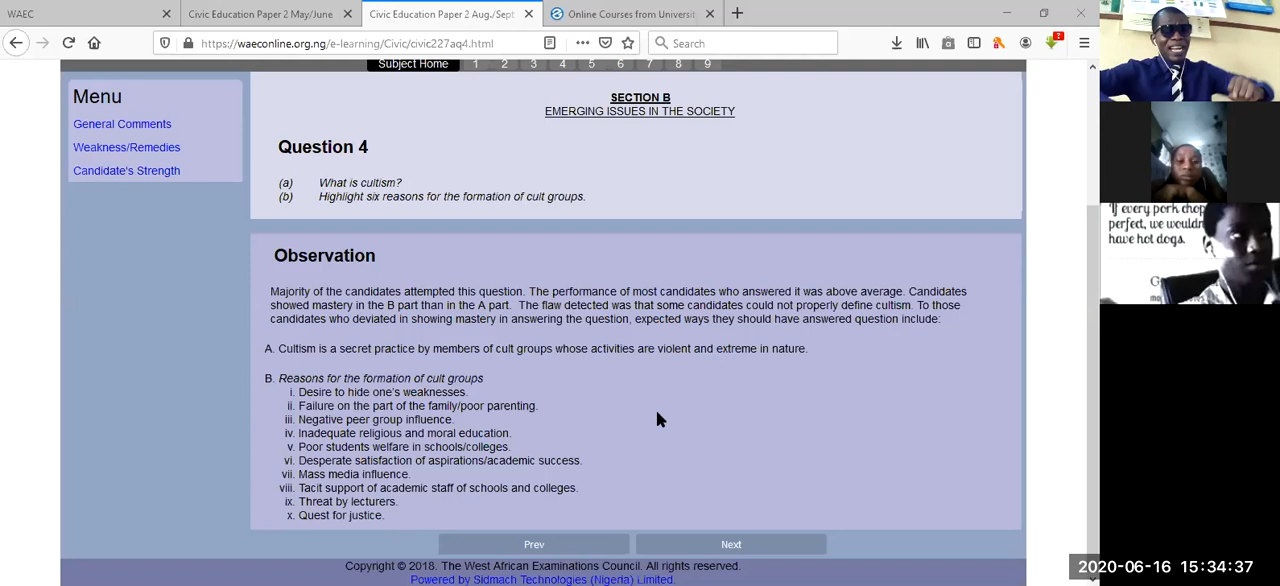 WAEC
Civic Education Paper 2 May/June
Civic Education Paper 2 Aug./Sept
Online Courses from Universit
https://waeconline.org.ng/e-learning/Civic/civic227aq4.html
Search
Subject Home 1 2 3 4 5 6 7 8 9
Menu
General Comments
Weakness/Remedies
Candidate's Strength
SECTION B
EMERGING ISSUES IN THE SOCIETY
Question 4
(a) What is cultism?
(b) Highlight six reasons for the formation of cult groups.
Observation
Majority of the candidates attempted this question. The performance of most candidates who answered it was above average. Candidates
showed mastery in the B part than in the A part. The flaw detected was that some candidates could not properly define cultism. To those
candidates who deviated in showing mastery in answering the question, expected ways they should have answered question include:
A. Cultism is a secret practice by members of cult groups whose activities are violent and extreme in nature.
B. Reasons for the formation of cult groups
i. Desire to hide one's weaknesses.
ii. Failure on the part of the family/poor parenting.
iii. Negative peer group influence.
iv. Inadequate religious and moral education.
v. Poor students welfare in schools/colleges.
vi. Desperate satisfaction of aspirations/academic success.
vii. Mass media influence.
viii. Tacit support of academic staff of schools and colleges.
ix. Threat by lecturers.
x. Quest for justice.
Prev
Next
Copyright © 2018. The West African Examinations Council. All rights reserved.
Powered by Sidmach Technologies (Nigeria) Limited.
"If every pork chop
perfect, we wouldn
have hot dogs.
2020-06-16 15:34:37